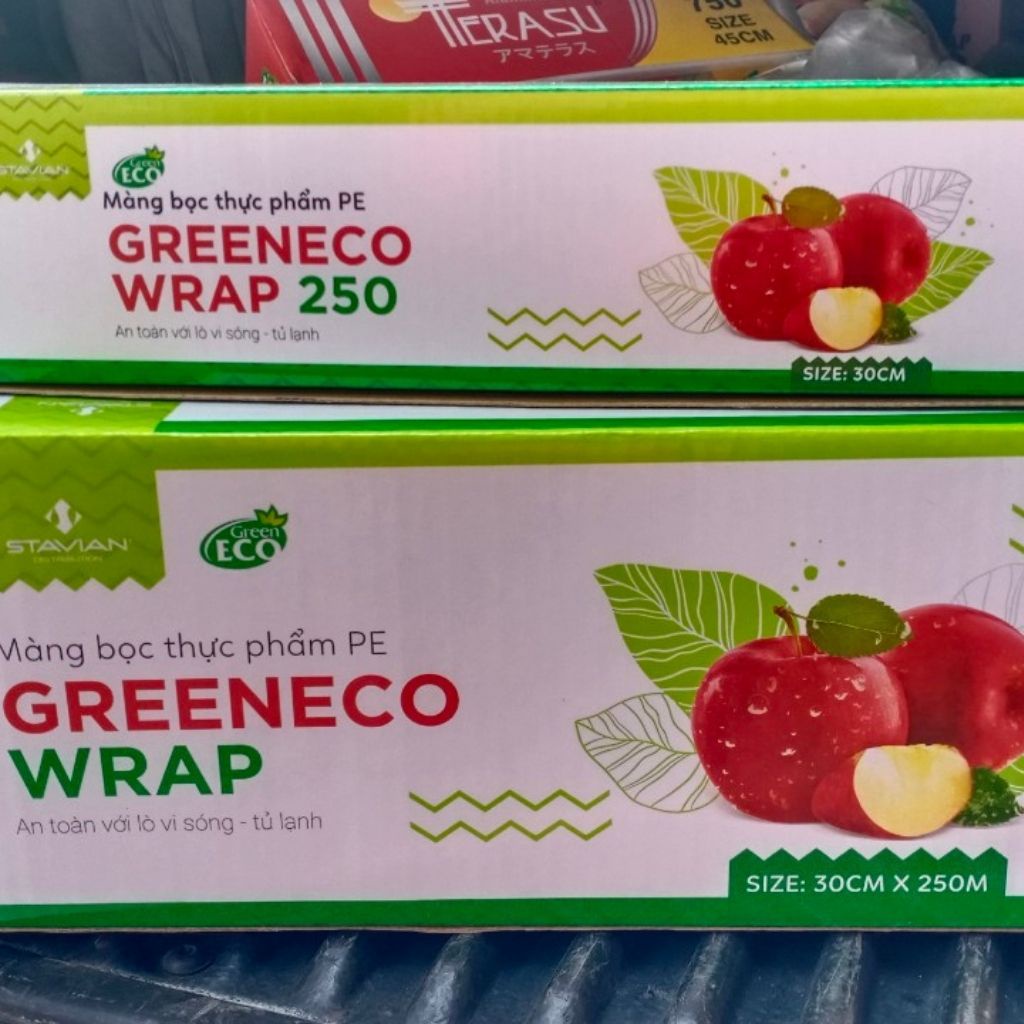 TERASU
アマテラス
750
SIZE
45CM
STAVIAN
Green
ECO
Màng bọc thực phẩm PE
GREENECO
WRAP 250
An toàn với lò vi sóng - tủ lạnh
SIZE: 30CM
STAVIAN
DISTRIBUTION
Green
ECO
Màng bọc thực phẩm PE
GREENECO
WRAP
An toàn với lò vi sóng - tủ lạnh
SIZE: 30CM X 250M